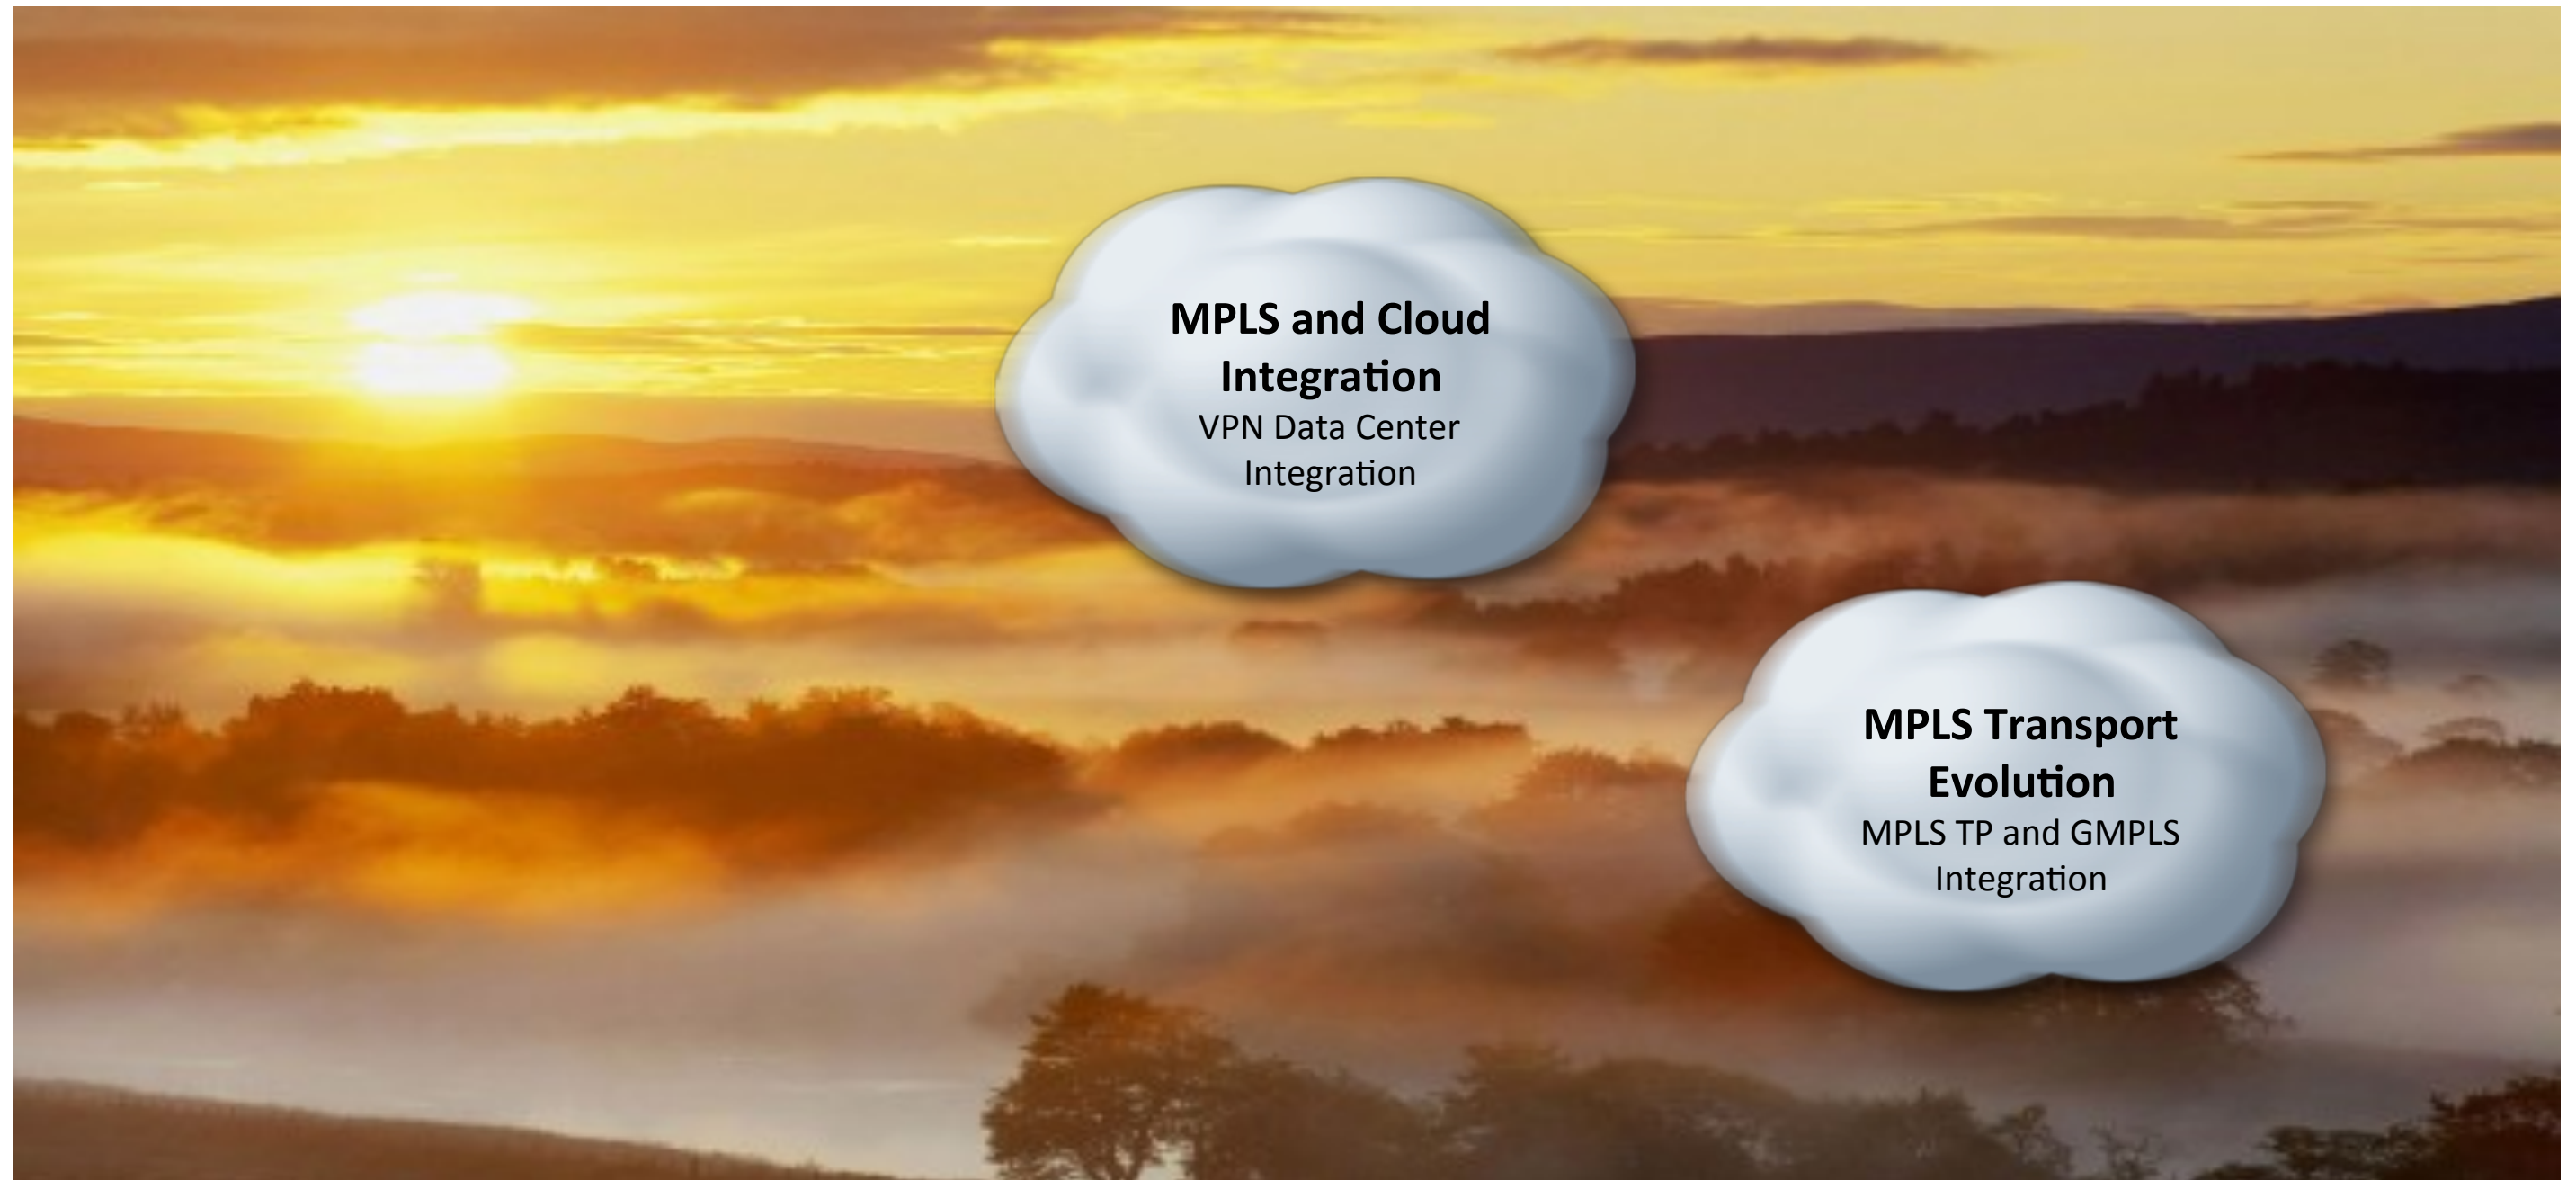 MPLS and Cloud
Integration
VPN Data Center
Integration
MPLS Transport
Evolution
MPLS TP and GMPLS
Integration